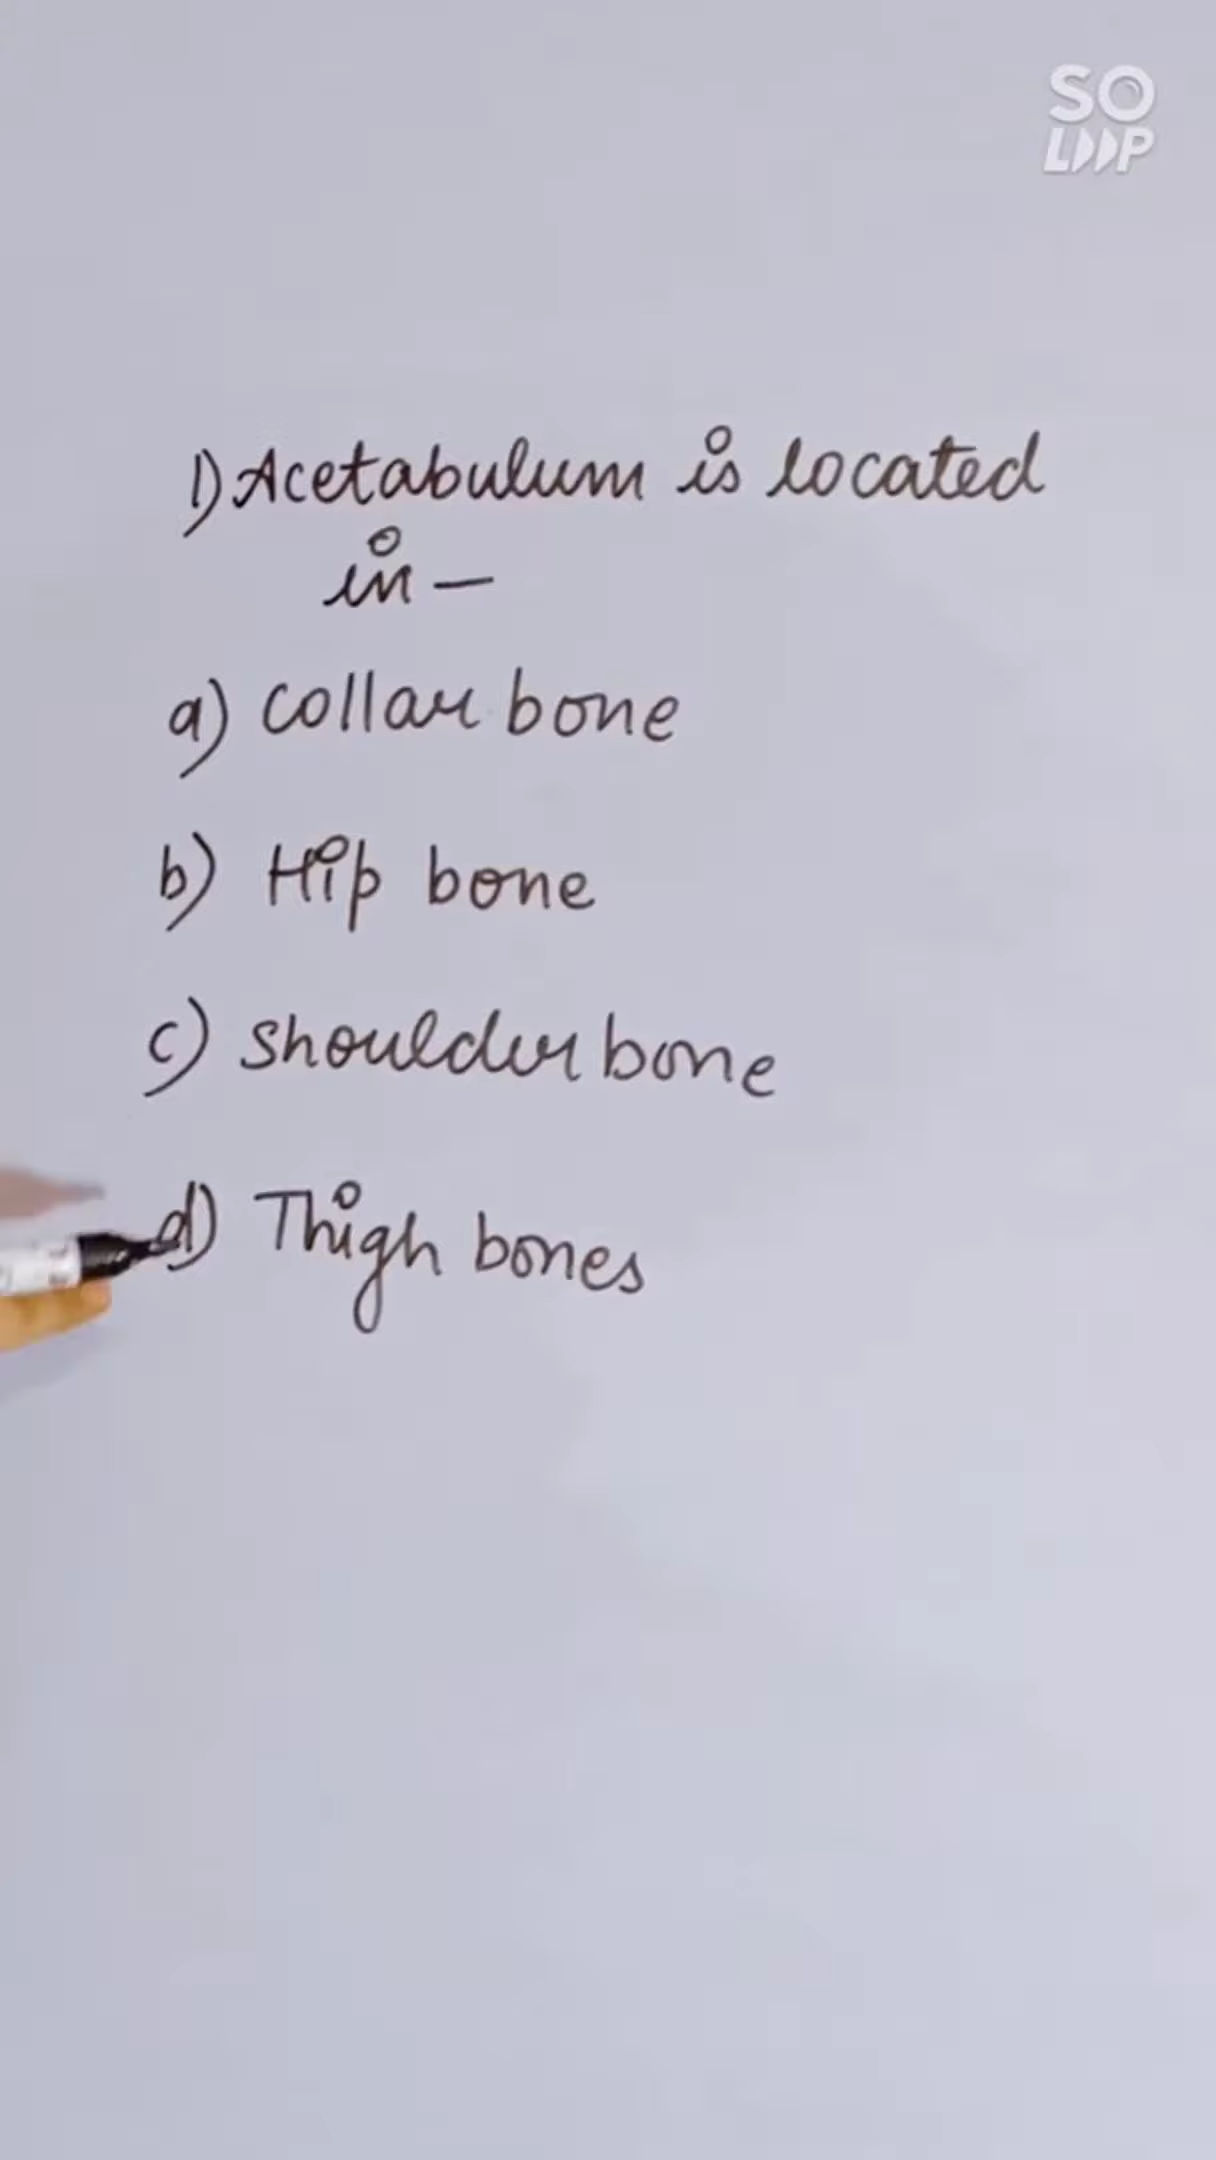 SO
LOOP
1) Acetabulum is located
in –
a) collar bone
b) Hip bone
c) shoulder bone
d) Thigh bones